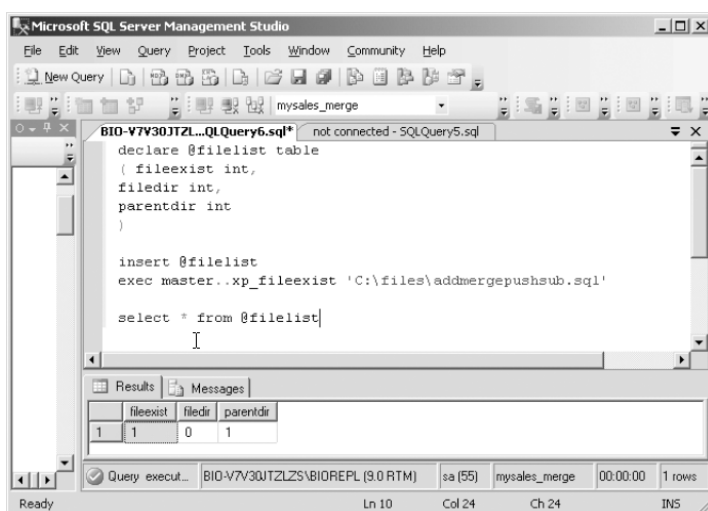 Microsoft SQL Server Management Studio
File Edit View Query Project Tools Window Community Help
New Query
mysales_merge
BIO-V7V30JTZL...QLQuery6.sql* not connected - SQLQuery5.sql
declare @filelist table
( fileexist int,
filedir int,
parentdir int
)
insert @filelist
exec master..xp_fileexist 'C:\files\addmergepushsub.sql'
select * from @filelist
Results Messages
fileexist filedir parentdir
1 1 0 1
Query execut... BIO-V7V30JTZLZS\BIOREPL (9.0 RTM) sa (55) mysales_merge 00:00:00 1 rows
Ready Ln 10 Col 24 Ch 24 INS